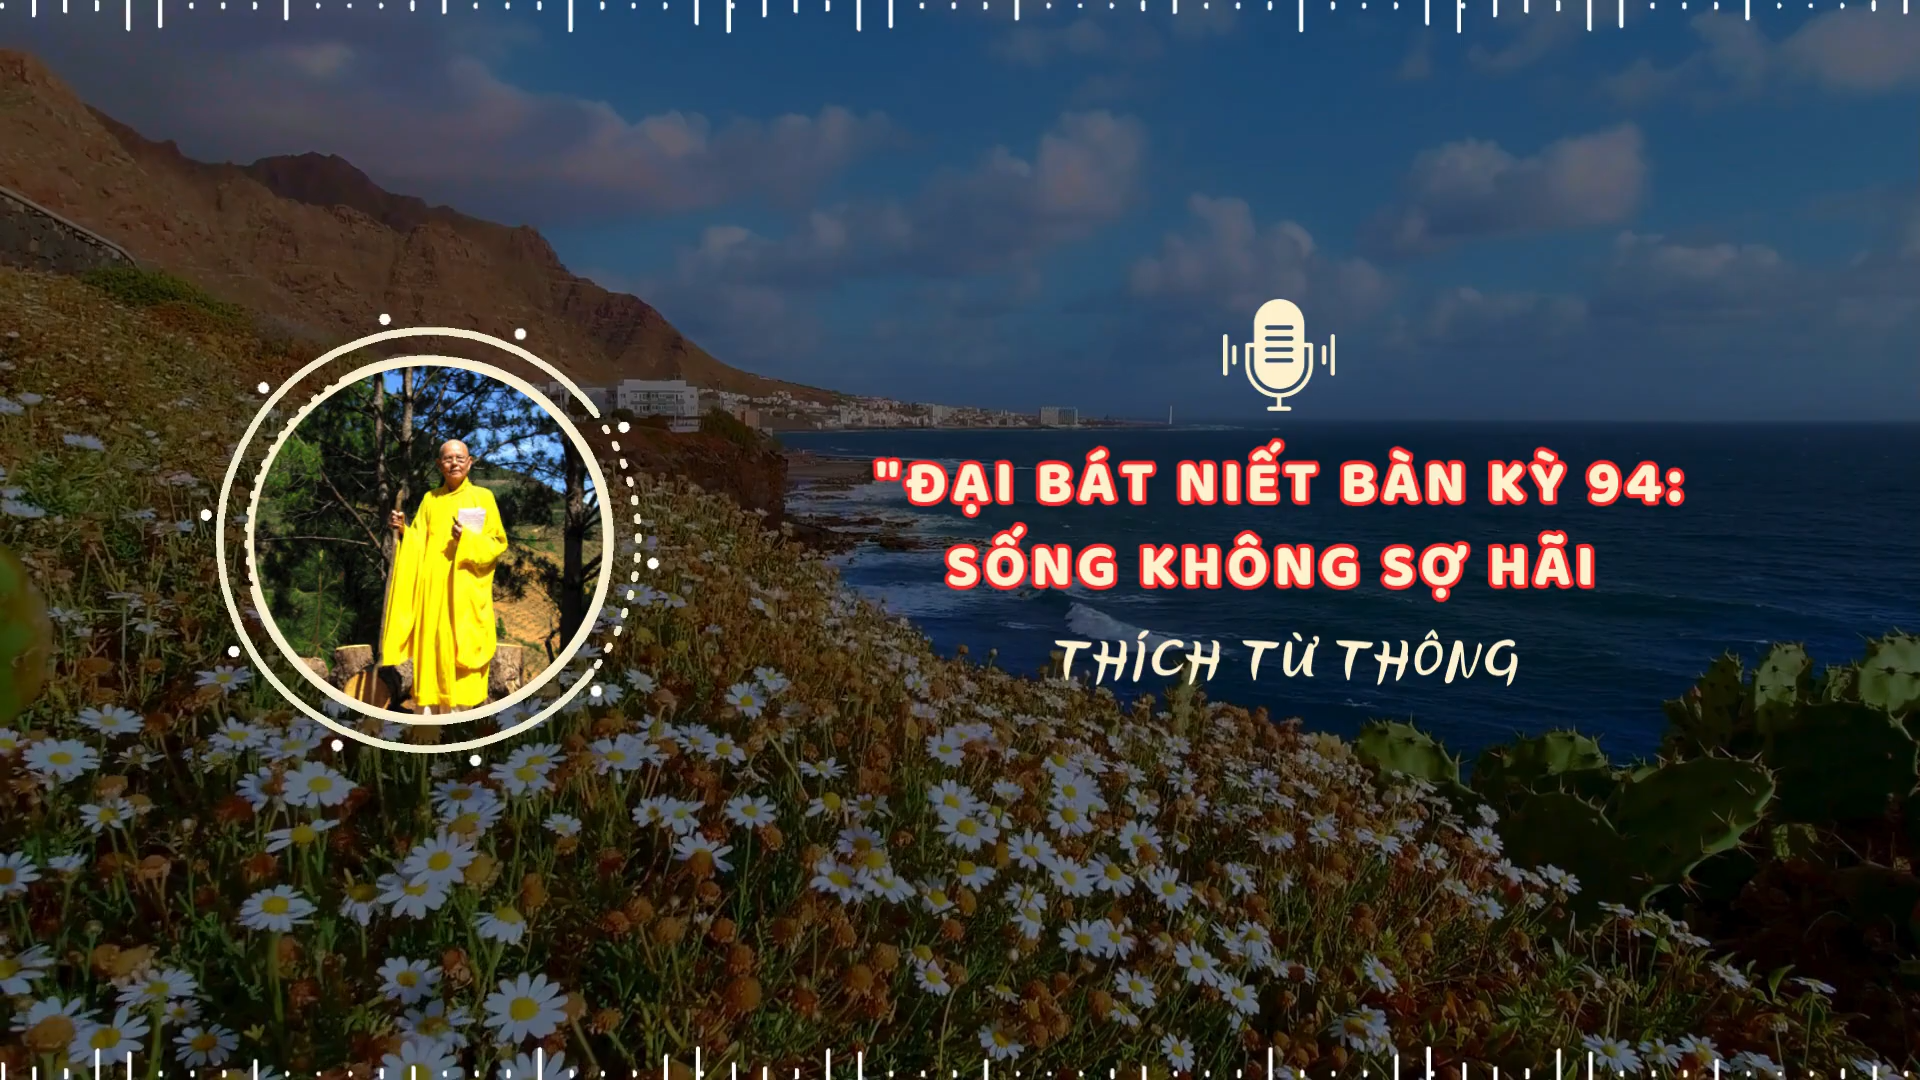 "ĐẠI BÁT NIẾT BÀN KỲ 94:
SỐNG KHÔNG SỢ HÃI
THÍCH TỪ THÔNG